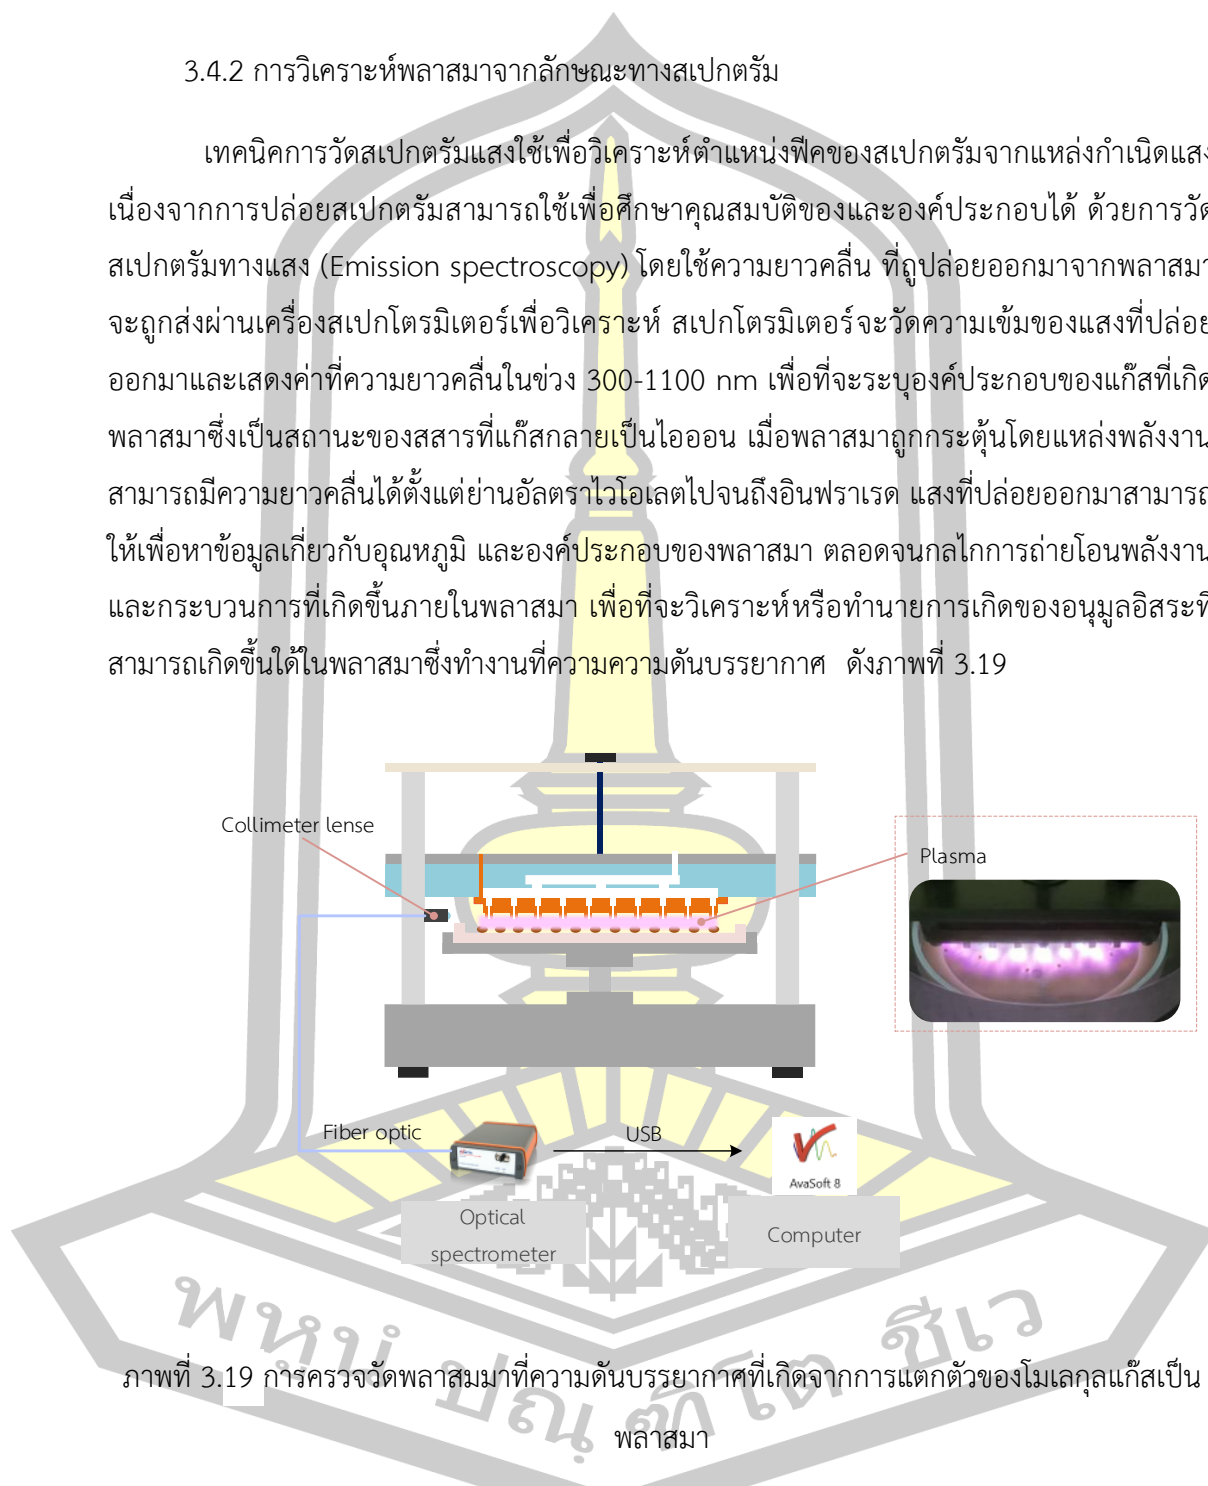 3.4.2 การวิเคราะห์พลาสมาจากลักษณะทางสเปกตรัม
เทคนิคการวัดสเปกตรัมแสงใช้เพื่อวิเคราะห์ตำแหน่งฟีคของสเปกตรัมจากแหล่งกำเนิดแสง
เนื่องจากการปล่อยสเปกตรัมสามารถใช้เพื่อศึกษาคุณสมบัติของและองค์ประกอบได้ ด้วยการวัด
สเปกตรัมทางแสง (Emission spectroscopy) โดยใช้ความยาวคลื่น ที่ถูปล่อยออกมาจากพลาสมา
จะถูกส่งผ่านเครื่องสเปกโตรมิเตอร์เพื่อวิเคราะห์ สเปกโตรมิเตอร์จะวัดความเข้มของแสงที่ปล่อย
ออกมาและเสดงค่าที่ความยาวคลื่นในข่วง 300-1100 nm เพื่อที่จะระบุองค์ประกอบของแก๊สที่เกิด
พลาสมาซึ่งเป็นสถานะของสสารที่แก๊สกลายเป็นไอออน เมื่อพลาสมาถูกกระตุ้นโดยแหล่งพลังงาน
สามารถมีความยาวคลื่นได้ตั้งแต่ย่านอัลตราไวโอเลตไปจนถึงอินฟราเรด แสงที่ปล่อยออกมาสามารถ
ให้เพื่อหาข้อมูลเกี่ยวกับอุณหภูมิ และองค์ประกอบของพลาสมา ตลอดจนกลไกการถ่ายโอนพลังงาน
และกระบวนการที่เกิดขึ้นภายในพลาสมา เพื่อที่จะวิเคราะห์หรือทำนายการเกิดของอนุมูลอิสระที่
สามารถเกิดขึ้นใด้ในพลาสมาซึ่งทำงานที่ความความดันบรรยากาศ ดังภาพที่ 3.19
Collimeter lense
Plasma
Fiber optic
USB
AvaSoft 8
Optical
spectrometer
Computer
พหูนํ ปณฺฑิโต ชีเว
ภาพที่ 3.19 การครวจวัดพลาสมมาที่ความดันบรรยากาศที่เกิดจากการแตกตัวของโมเลกุลแก๊สเป็น
พลาสมา